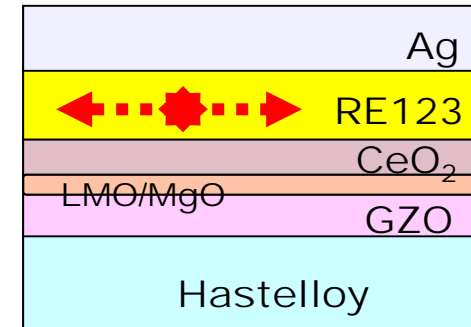 Ag
RE123
CeO₂
LMO/MgO
GZO
Hastelloy